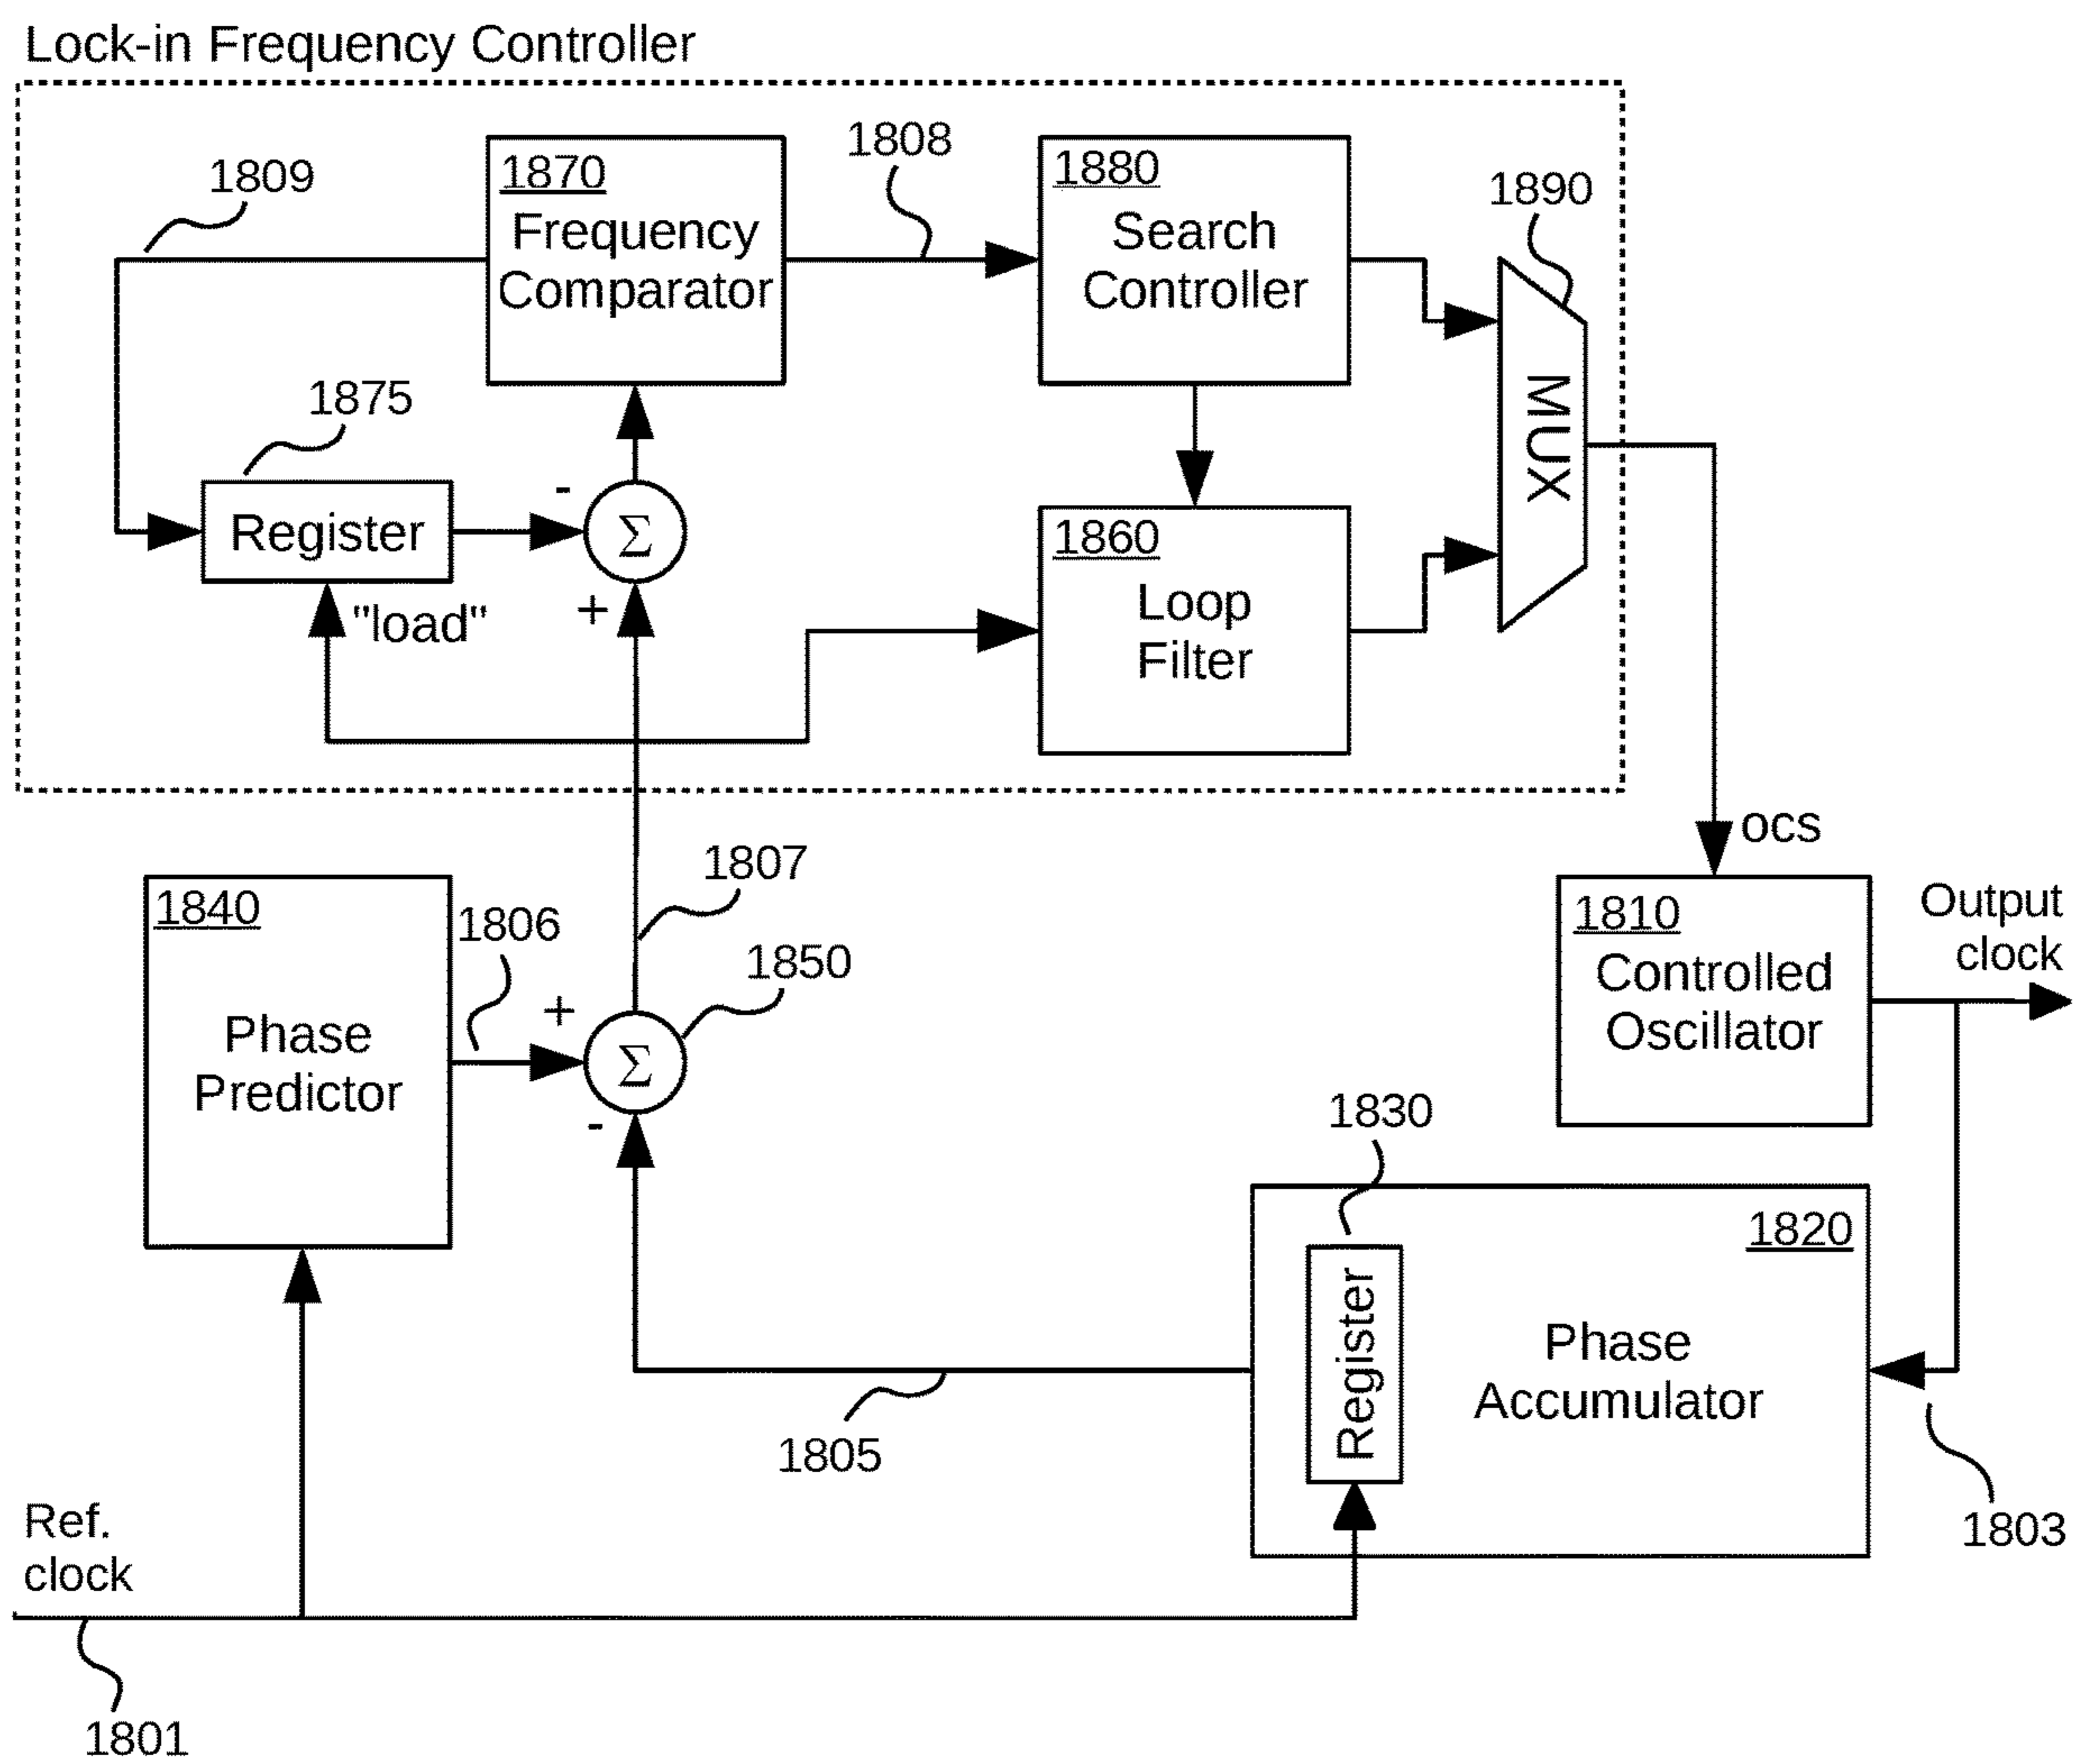 Lock-in Frequency Controller
1809
1870
Frequency
Comparator
1808
1880
Search
Controller
1890
MUX
1875
Register
"load"
-
Σ
+
1860
Loop
Filter
ocs
1807
1840
Phase
Predictor
1806
+
1850
Σ
-
1810
Controlled
Oscillator
Output
clock
1830
Register
1820
Phase
Accumulator
1805
1803
Ref.
clock
1801